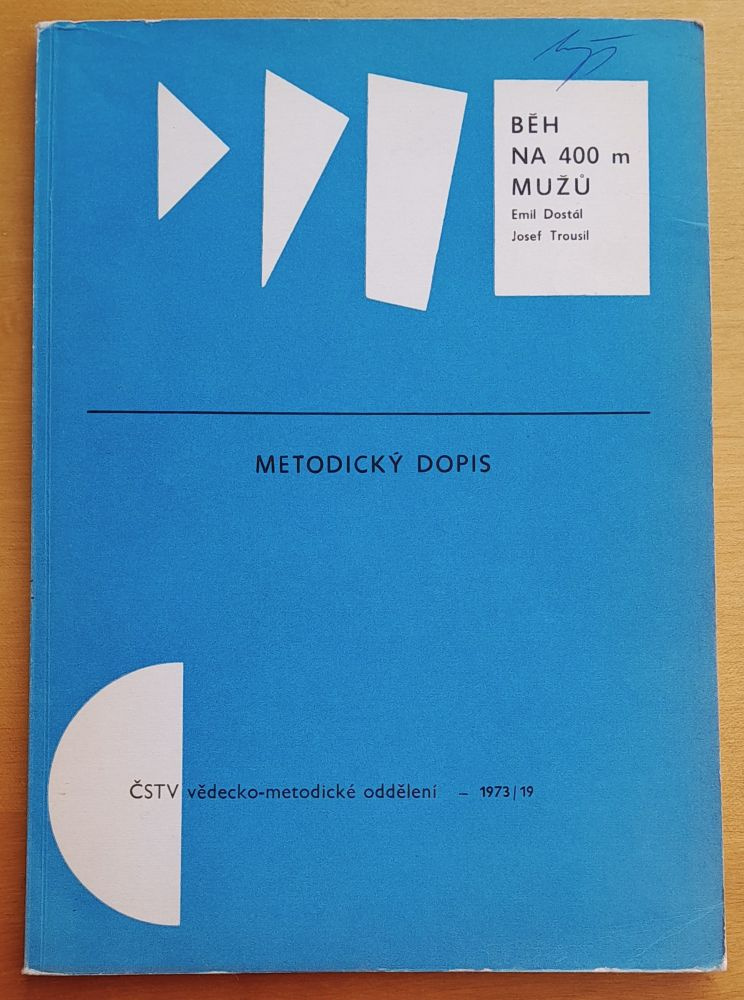 BĚH
NA 400 m
MUŽŮ
Emil Dostál
Josef Trousil
METODICKÝ DOPIS
ČSTV vědecko-metodické oddělení – 1973/19